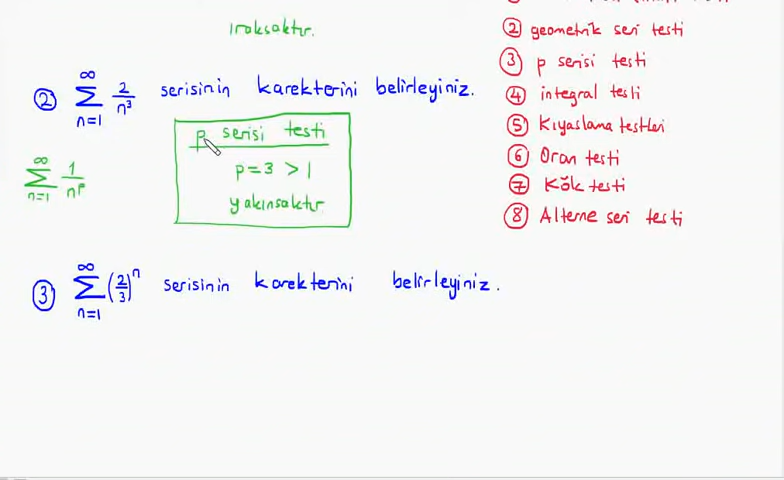 ıraksaktır.
② ∞ Σ n=1 2/n³ serisinin karekterini belirleyiniz.
p serisi testi
p=3 > 1
yakınsaktır
∞ Σ n=1 1/nᵖ
③ ∞ Σ n=1 (2/3)ⁿ serisinin karekterini belirleyiniz.
② geometrik seri testi
③ p serisi testi
④ integral testi
⑤ Kıyaslama testleri
⑥ Oran testi
⑦ Kök testi
⑧ Alterne seri testi